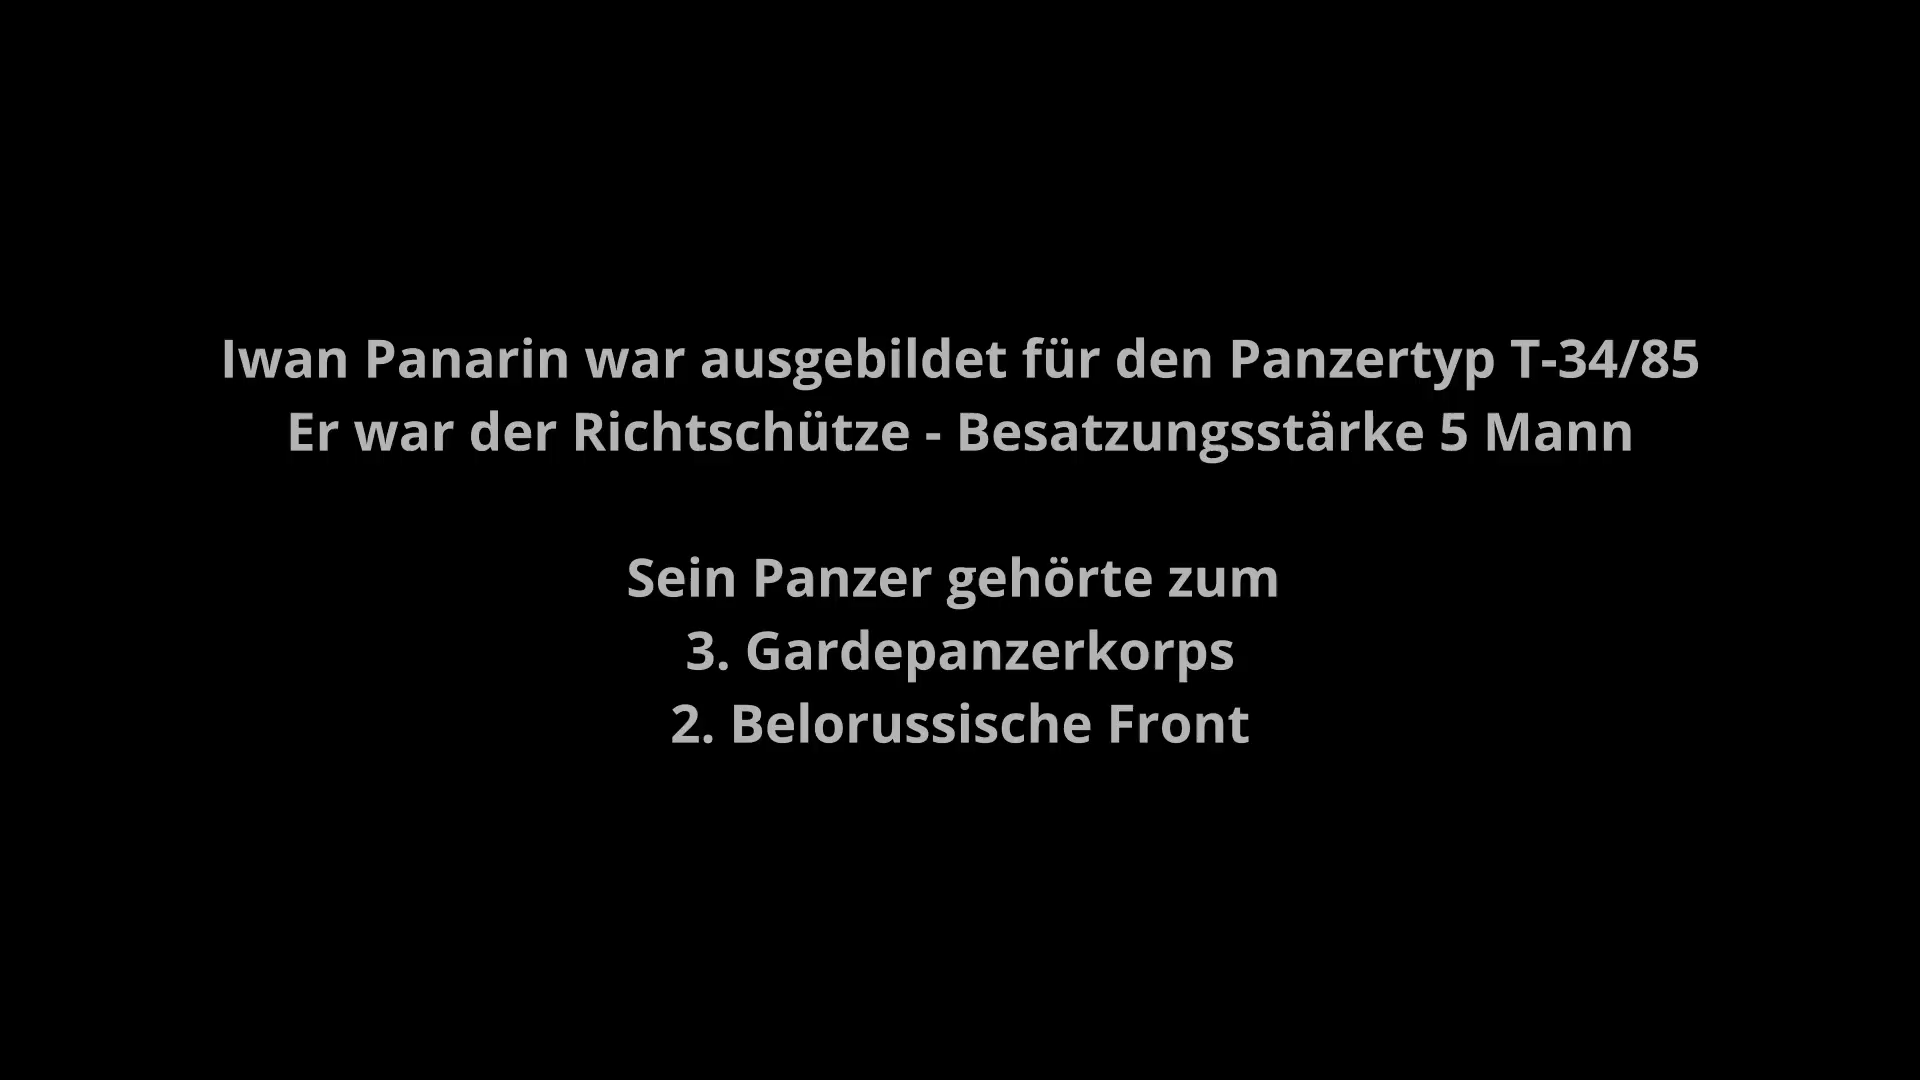 Iwan Panarin war ausgebildet für den Panzertyp T-34/85
Er war der Richtschütze - Besatzungsstärke 5 Mann
Sein Panzer gehörte zum
3. Gardepanzerkorps
2. Belorussische Front